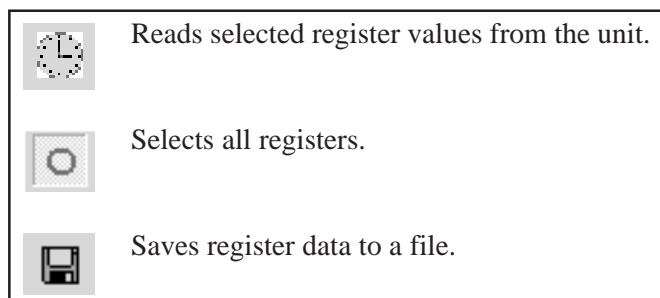 Reads selected register values from the unit.
Selects all registers.
Saves register data to a file.